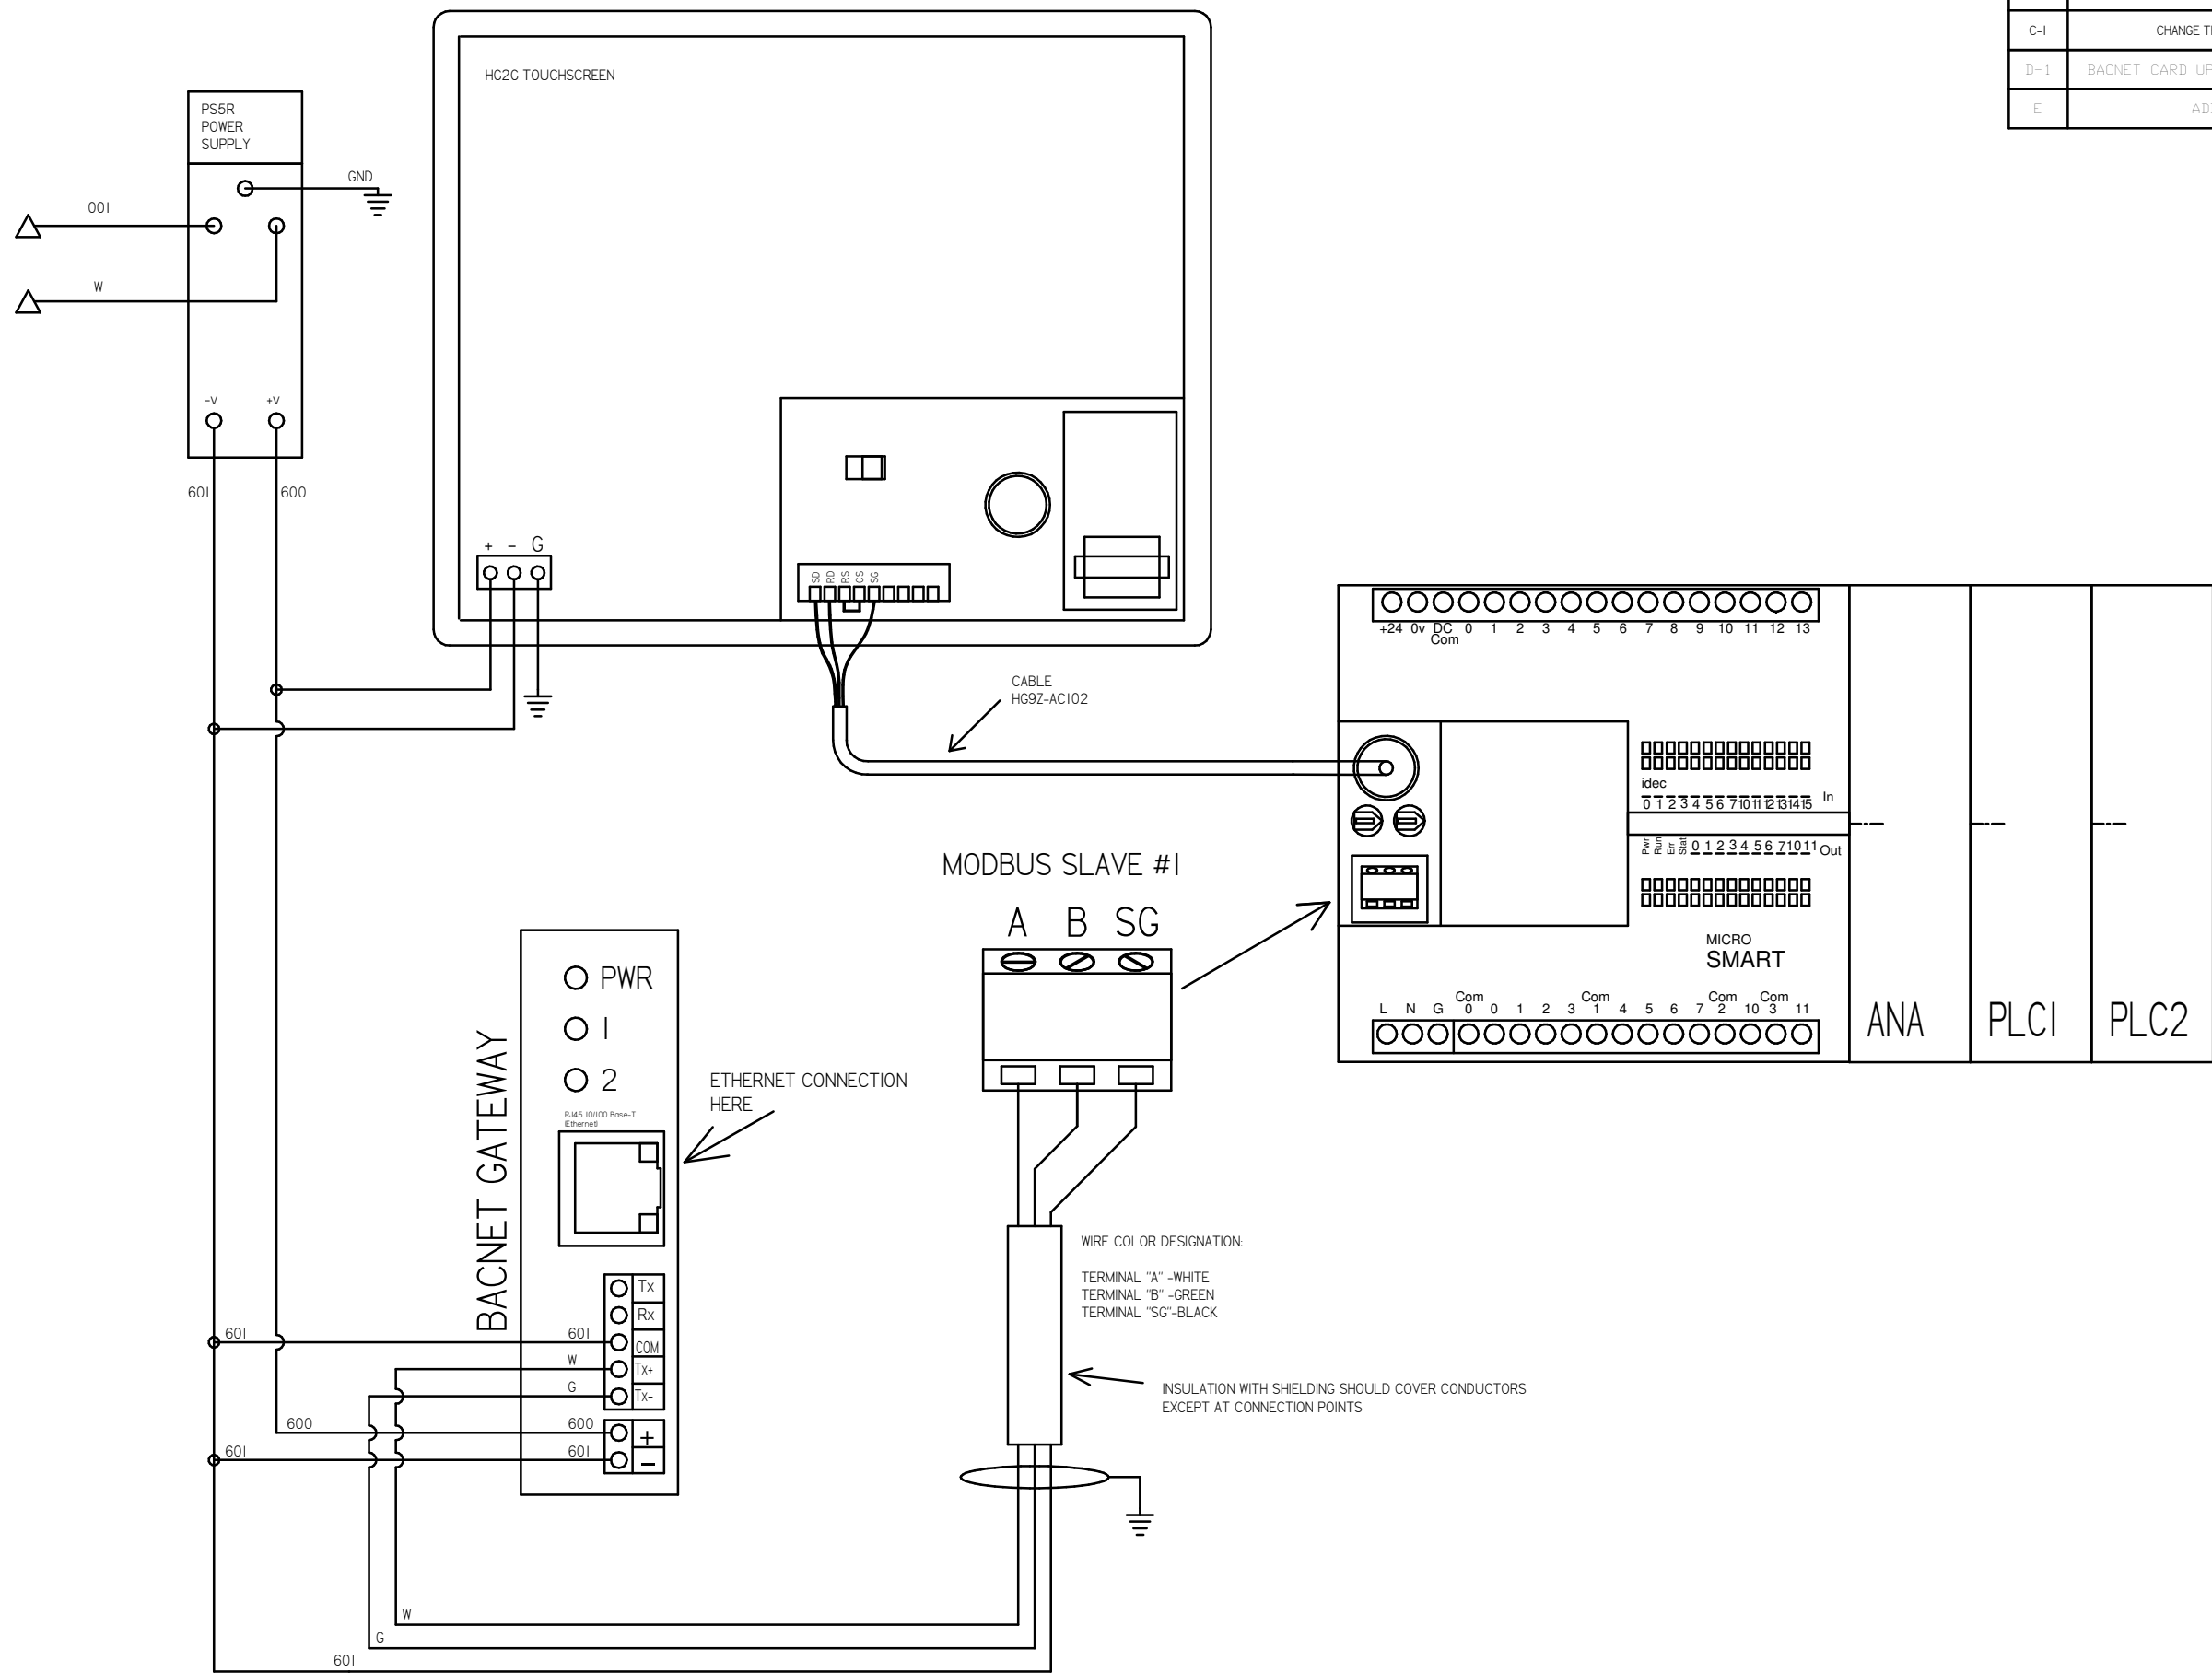 C-1
CHANGE
D-1
BACNET CARD
E
HG2G TOUCHSCREEN
PS5R
POWER
SUPPLY
GND
001
W
-V +V
601 600
+ - G
SD RD RS CS SG
CABLE
HG9Z-AC102
+24 0v DC Com 0 1 2 3 4 5 6 7 8 9 10 11 12 13
idec
0 1 2 3 4 5 6 7 10 11 12 13 14 15 In
Pwr Run Err Stat 0 1 2 3 4 5 6 7 10 11 Out
MICRO
SMART
L N G Com 0 0 1 2 3 Com 1 4 5 6 7 Com 2 10 Com 3 11
ANA PLC1 PLC2
MODBUS SLAVE #1
A B SG
BACNET GATEWAY
PWR
1
2
RJ45 10/100 Base-T
(Ethernet)
ETHERNET CONNECTION
HERE
WIRE COLOR DESIGNATION:
TERMINAL "A" -WHITE
TERMINAL "B" -GREEN
TERMINAL "SG"-BLACK
Tx
Rx
601 601 COM
W Tx+
G Tx-
600 600 +
601 601 -
INSULATION WITH SHIELDING SHOULD COVER CONDUCTORS
EXCEPT AT CONNECTION POINTS
W
G
601